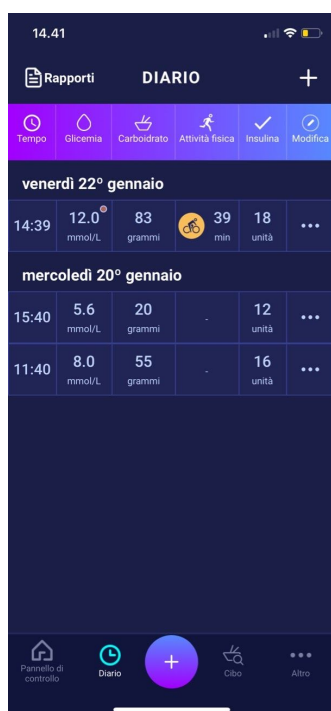 14.41
Rapporti DIARIO +
Tempo Glicemia Carboidrato Attività fisica Insulina Modifica
venerdì 22º gennaio
14:39 12.0 83 39 18
mmol/L grammi min unità
mercoledì 20º gennaio
15:40 5.6 20 - 12
mmol/L grammi unità
11:40 8.0 55 - 16
mmol/L grammi unità
+
Pannello di controllo Diario Cibo Altro